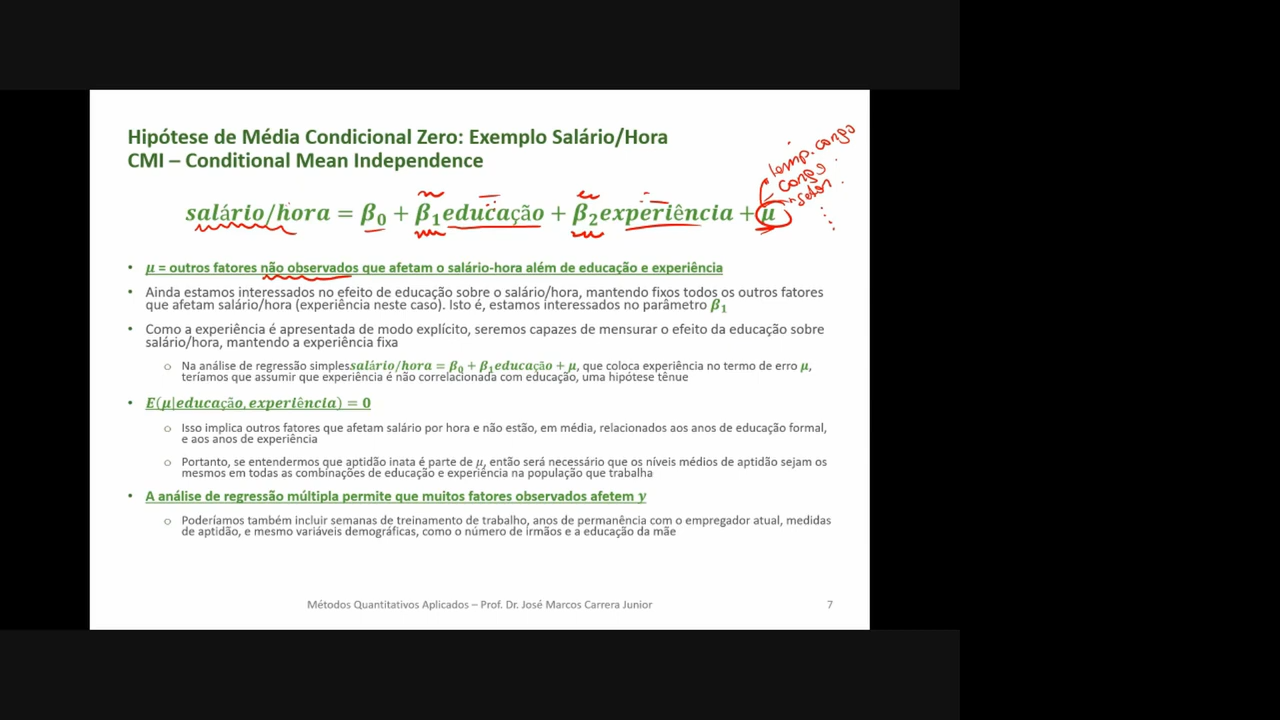 Hipótese de Média Condicional Zero: Exemplo Salário/Hora
CMI – Conditional Mean Independence
temp. cargo
cargo
setor
salário/hora = β₀ + β₁educação + β₂experiência + μ
• μ = outros fatores não observados que afetam o salário-hora além de educação e experiência
• Ainda estamos interessados no efeito de educação sobre o salário/hora, mantendo fixos todos os outros fatores
que afetam salário/hora (experiência neste caso). Isto é, estamos interessados no parâmetro β₁
• Como a experiência é apresentada de modo explícito, seremos capazes de mensurar o efeito da educação sobre
salário/hora, mantendo a experiência fixa
○ Na análise de regressão simplessalário/hora = β₀ + β₁educação + μ, que coloca experiência no termo de erro μ,
teríamos que assumir que experiência é não correlacionada com educação, uma hipótese tênue
• E(μ|educação, experiência) = 0
○ Isso implica outros fatores que afetam salário por hora e não estão, em média, relacionados aos anos de educação formal,
e aos anos de experiência
○ Portanto, se entendermos que aptidão inata é parte de μ, então será necessário que os níveis médios de aptidão sejam os
mesmos em todas as combinações de educação e experiência na população que trabalha
• A análise de regressão múltipla permite que muitos fatores observados afetem y
○ Poderíamos também incluir semanas de treinamento de trabalho, anos de permanência com o empregador atual, medidas
de aptidão, e mesmo variáveis demográficas, como o número de irmãos e a educação da mãe
Métodos Quantitativos Aplicados – Prof. Dr. José Marcos Carrera Junior
7